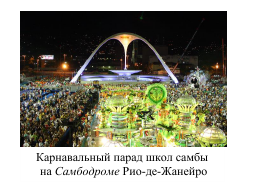 Карнавальный парад школ самбы
на Самбодроме Рио-де-Жанейро